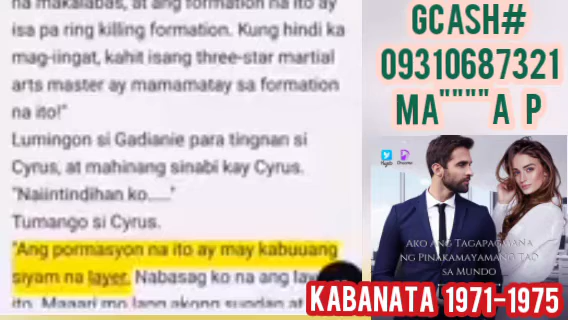 na makalabas, at ang formation na ito ay
isa pa ring killing formation. Kung hindi ka
mag-iingat, kahit isang three-star martial
arts master ay mamamatay sa formation
na ito!"
Lumingon si Gadianie para tingnan si
Cyrus, at mahinang sinabi kay Cyrus.
"Naiintindihan ko....."
Tumango si Cyrus.
"Ang pormasyon na ito ay may kabuuang
siyam na layer. Nabasag ko na ang
ito. Maaari mo lang akong sundan at
GCASH#
09310687321
MA""""A P
AKO ANG TAGAPAGMANA
NG PINAKAMAYAMANG TAO
SA MUNDO
KABANATA 1971-1975